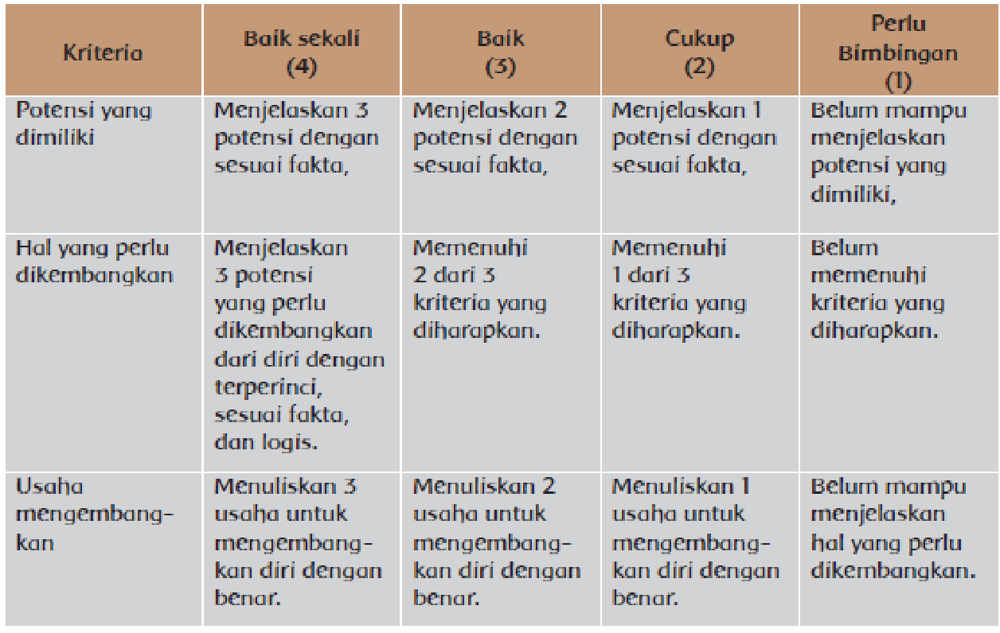 Kriteria
Baik sekali
(4)
Baik
(3)
Cukup
(2)
Perlu
Bimbingan
(1)
Potensi yang
dimiliki
Menjelaskan 3
potensi dengan
sesuai fakta,
Menjelaskan 2
potensi dengan
sesuai fakta,
Menjelaskan 1
potensi dengan
sesuai fakta,
Belum mampu
menjelaskan
potensi yang
dimiliki,
Hal yang perlu
dikembangkan
Menjelaskan
3 potensi
yang perlu
dikembangkan
dari diri dengan
terperinci,
sesuai fakta,
dan logis.
Memenuhi
2 dari 3
kriteria yang
diharapkan.
Memenuhi
1 dari 3
kriteria yang
diharapkan.
Belum
memenuhi
kriteria yang
diharapkan.
Usaha
mengembang-
kan
Menuliskan 3
usaha untuk
mengembang-
kan diri dengan
benar.
Menuliskan 2
usaha untuk
mengembang-
kan diri dengan
benar.
Menuliskan 1
usaha untuk
mengembang-
kan diri dengan
benar.
Belum mampu
menjelaskan
hal yang perlu
dikembangkan.